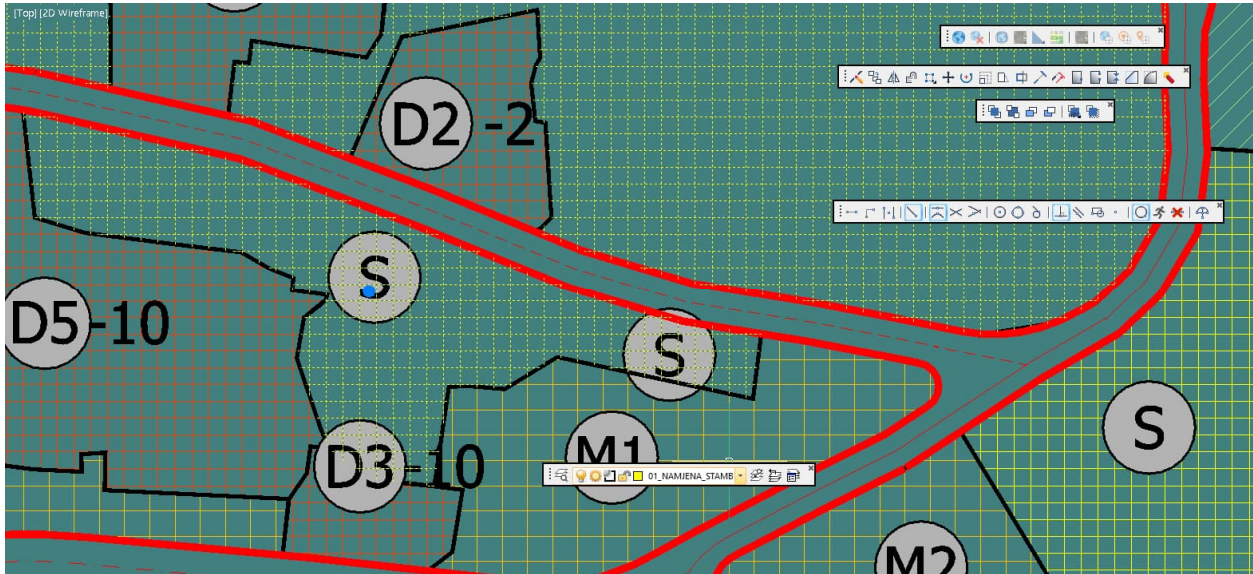 [Top] [2D Wireframe]
D2 -2
S
D5-10
S
S
D3-10
M1
01_NAMJENA_STAMB
M2